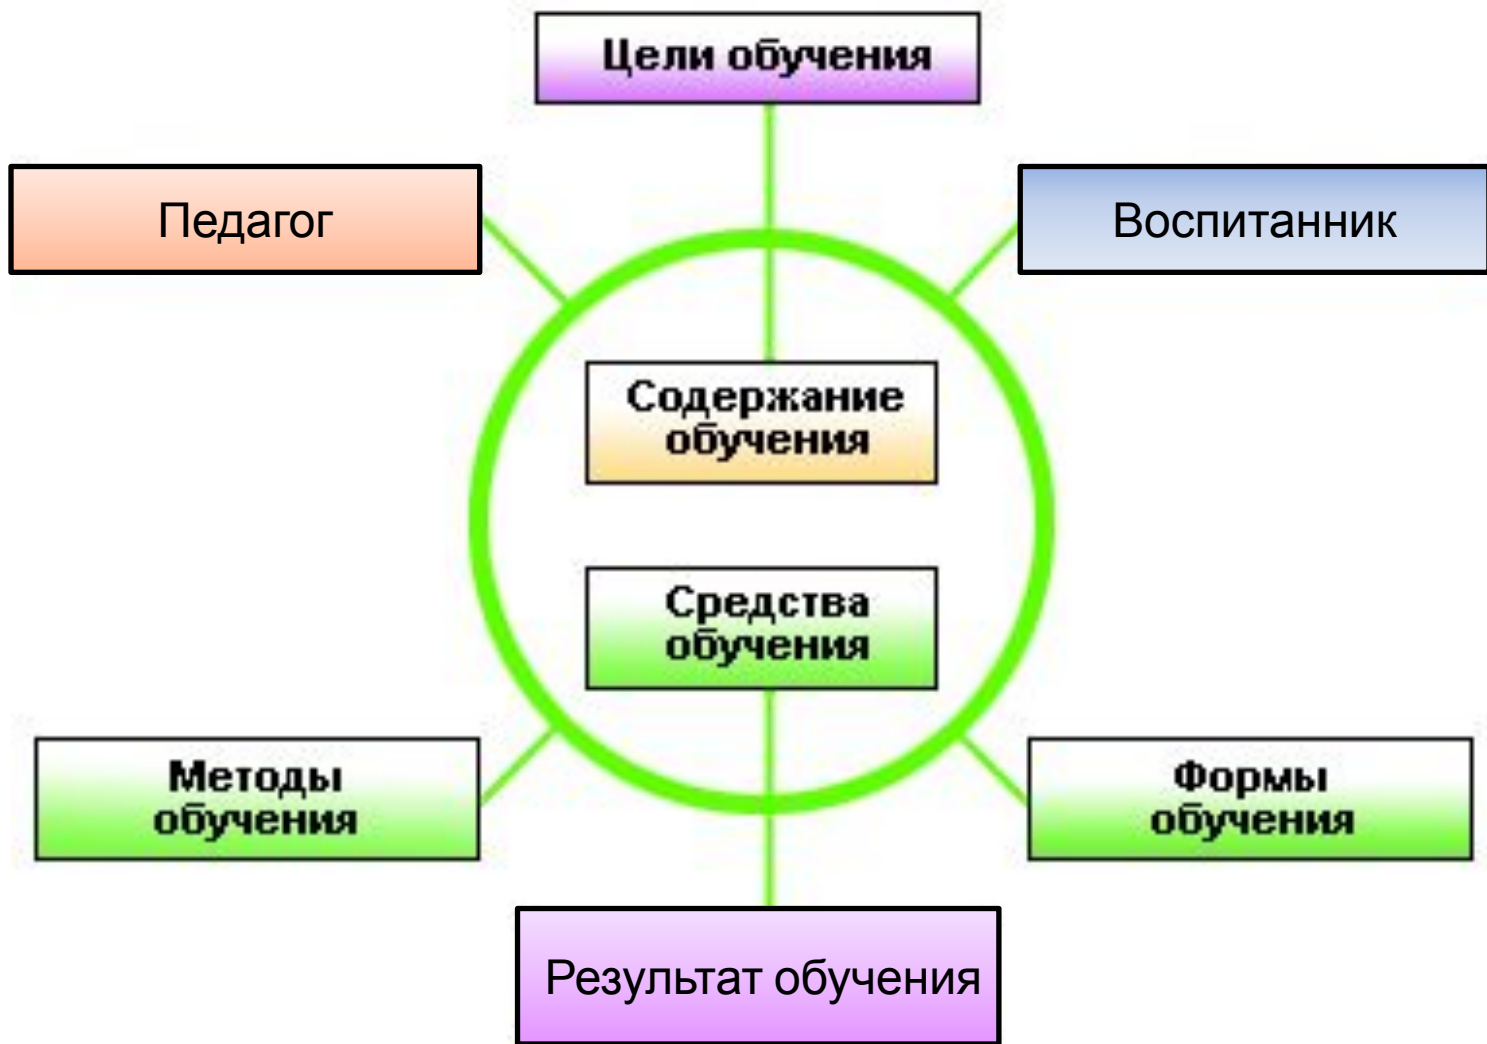 Цели обучения
Педагог
Воспитанник
Содержание
обучения
Средства
обучения
Методы
обучения
Формы
обучения
Результат обучения